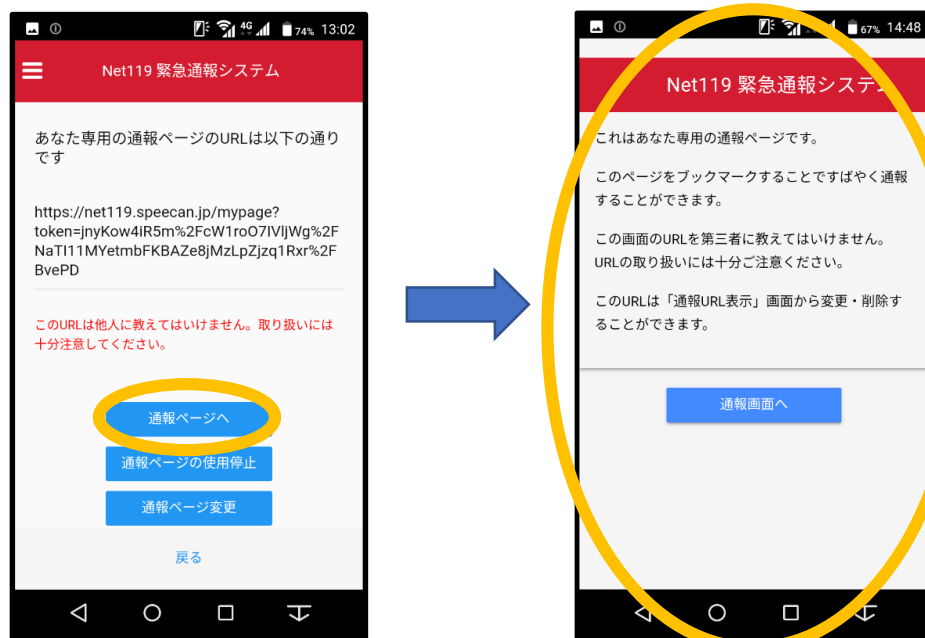 4G 74% 13:02
Net119 緊急通報システム
あなた専用の通報ページのURLは以下の通り
です
https://net119.speecan.jp/mypage?
token=jnyKow4iR5m%2FcW1roO7IVljWg%2F
NaTI11MYetmbFKBAZe8jMzLpZjzq1Rxr%2F
BvePD
このURLは他人に教えてはいけません。取り扱いには
十分注意してください。
通報ページへ
通報ページの使用停止
通報ページ変更
戻る
67% 14:48
Net119 緊急通報システ
これはあなた専用の通報ページです。
このページをブックマークすることですばやく通報
することができます。
この画面のURLを第三者に教えてはいけません。
URLの取り扱いには十分ご注意ください。
このURLは「通報URL表示」画面から変更・削除す
ることができます。
通報画面へ